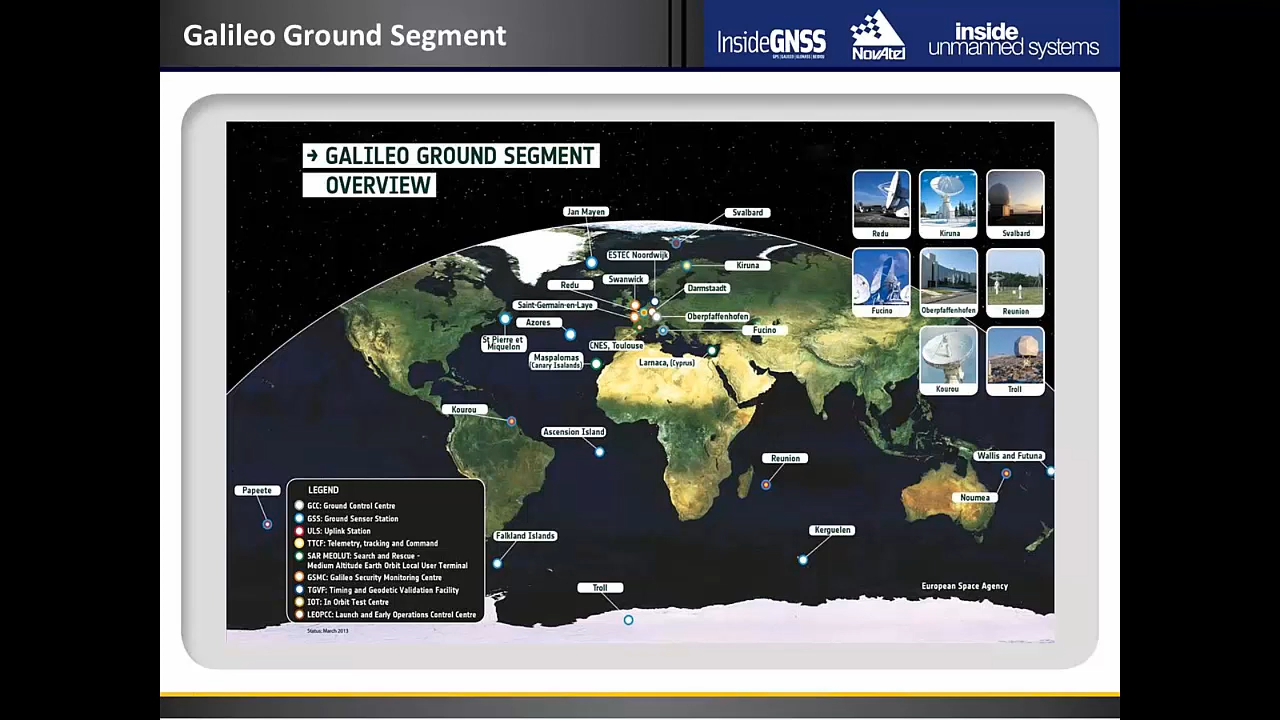 Galileo Ground Segment
InsideGNSS
GPS | GALILEO | GLONASS | BEIDOU
NovAtel
inside
unmanned systems
→ GALILEO GROUND SEGMENT
OVERVIEW
Jan Mayen
Svalbard
ESTEC Noordwijk
Kiruna
Swanwick
Redu
Darmstaadt
Saint-Germain-en-Laye
Oberpfaffenhofen
Azores
Fucino
St Pierre et
Miquelon
CNES, Toulouse
Maspalomas
(Canary Isalands)
Larnaca, (Cyprus)
Kourou
Ascension Island
Reunion
Wallis and Futuna
Noumea
Papeete
Falkland Islands
Kerguelen
Troll
Redu
Kiruna
Svalbard
Fucino
Oberpfaffenhofen
Reunion
Kourou
Troll
LEGEND
GCC: Ground Control Centre
GSS: Ground Sensor Station
ULS: Uplink Station
TTCF: Telemetry, tracking and Command
SAR MEOLUT: Search and Rescue -
Medium Altitude Earth Orbit Local User Terminal
GSMC: Galileo Security Monitoring Centre
TGVF: Timing and Geodetic Validation Facility
IOT: In Orbit Test Centre
LEOPCC: Launch and Early Operations Control Centre
Status: March 2013
European Space Agency